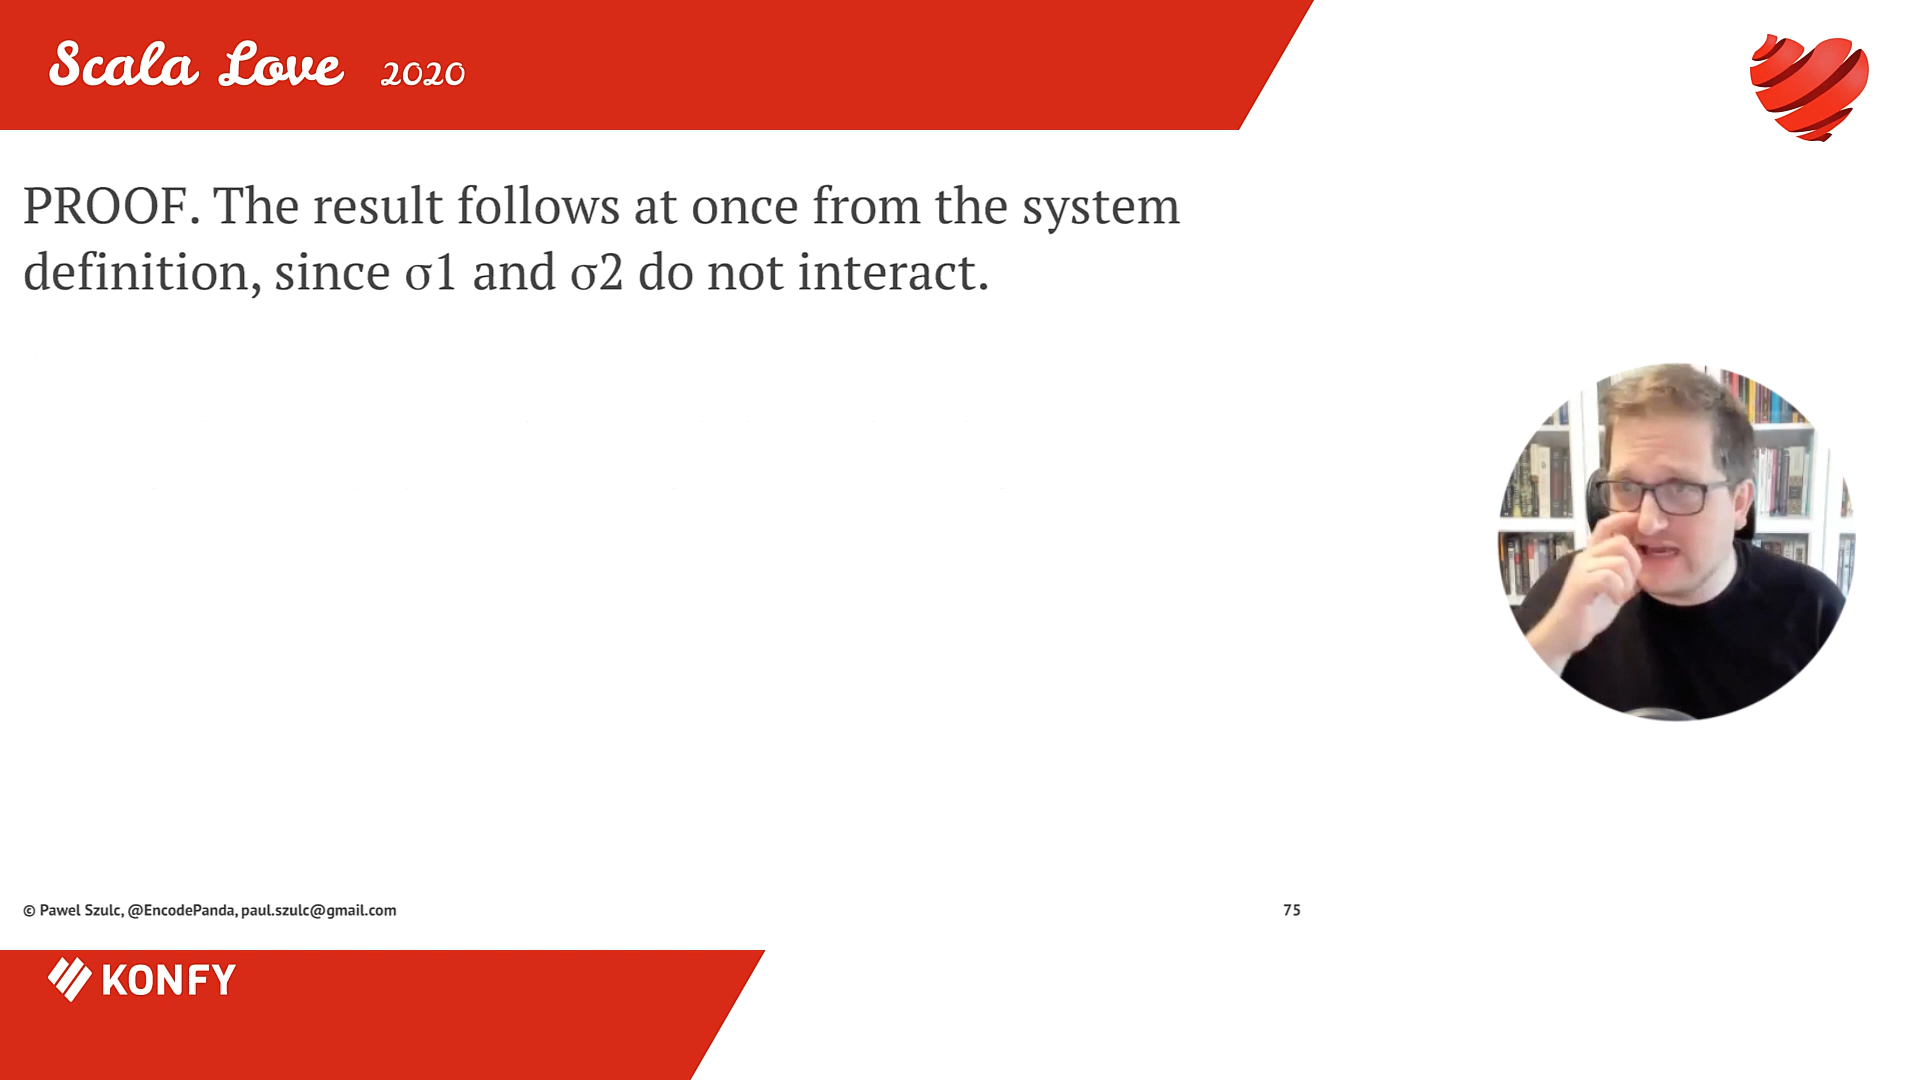 Scala Love 2020
PROOF. The result follows at once from the system
definition, since σ1 and σ2 do not interact.
© Pawel Szulc, @EncodePanda, paul.szulc@gmail.com
75
KONFY